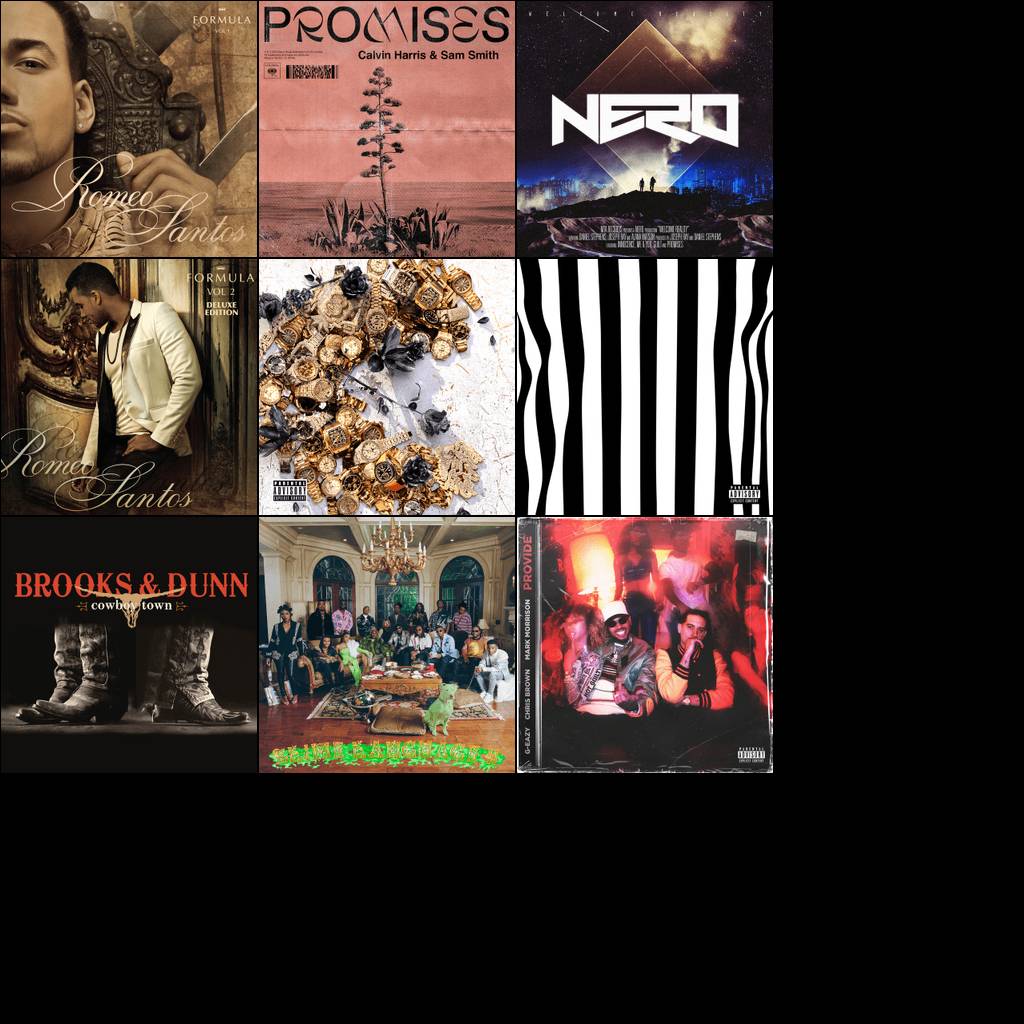 FORMULA
VOL. 1
Romeo
Santos
PROMISES
Calvin Harris & Sam Smith
WELCOME REALITY
NERO
FORMULA
VOL. 2
DELUXE
EDITION
Romeo
Santos
PARENTAL
ADVISORY
EXPLICIT CONTENT
PARENTAL
ADVISORY
EXPLICIT CONTENT
BROOKS & DUNN
cowboy town
G-EAZY CHRIS BROWN MARK MORRISON PROVIDE
PARENTAL
ADVISORY
EXPLICIT CONTENT